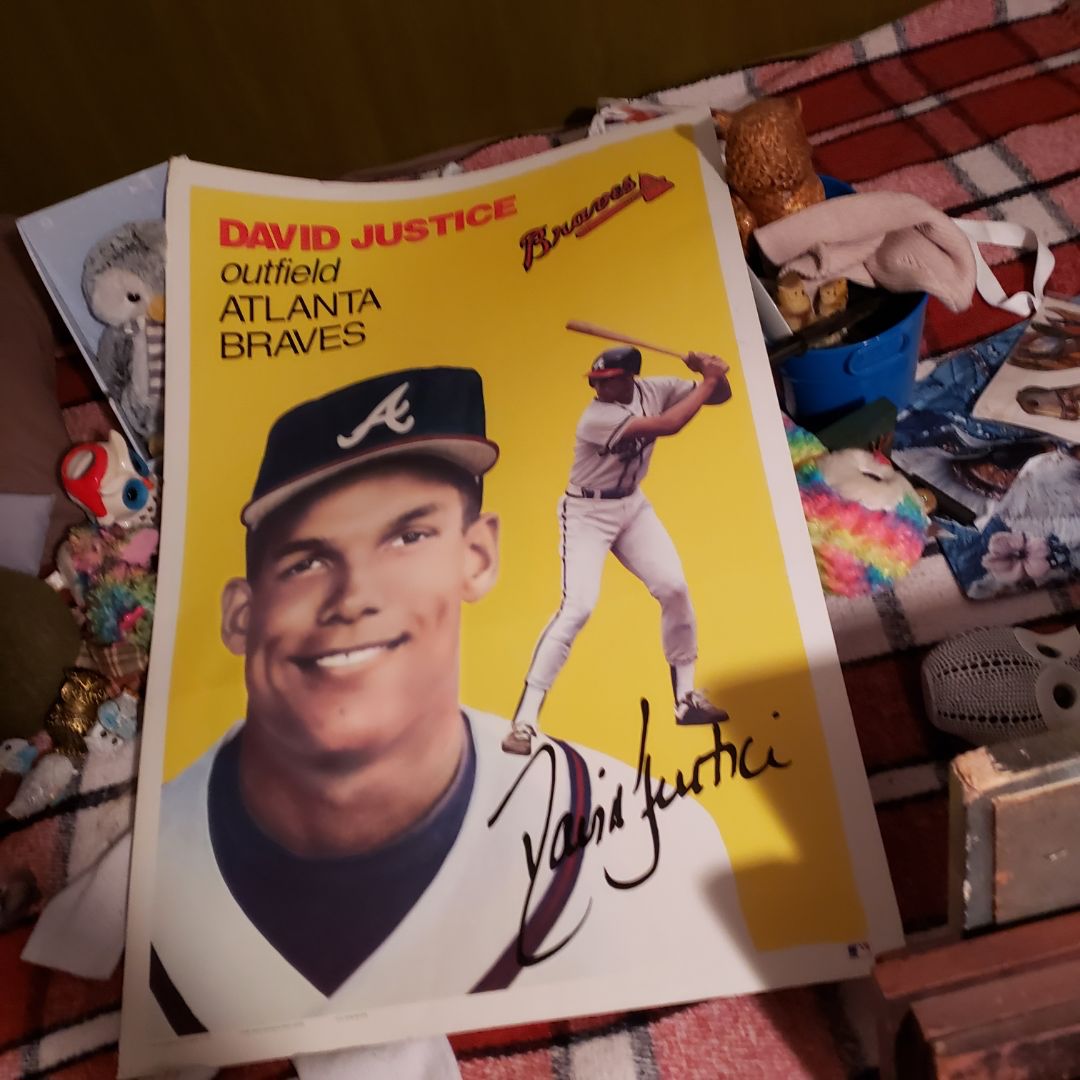 DAVID JUSTICE
Braves
outfield
ATLANTA
BRAVES
A
David Justice